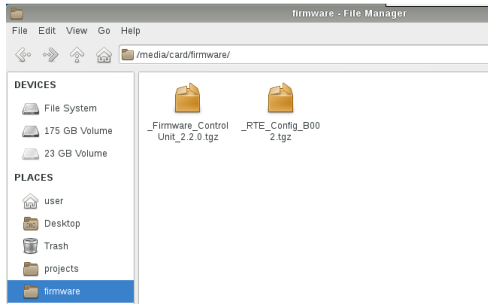 firmware - File Manager
File Edit View Go Help
/media/card/firmware/
DEVICES
File System
175 GB Volume
23 GB Volume
PLACES
user
Desktop
Trash
projects
firmware
_Firmware_Control
Unit_2.2.0.tgz
_RTE_Config_B00
2.tgz